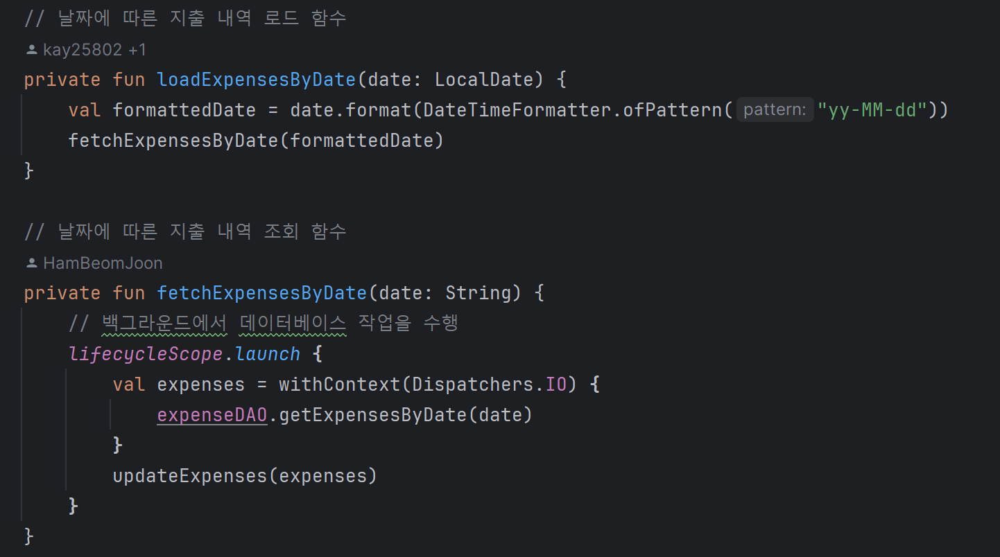 // 날짜에 따른 지출 내역 로드 함수
kay25802 +1
private fun loadExpensesByDate(date: LocalDate) {
    val formattedDate = date.format(DateTimeFormatter.ofPattern( pattern: "yy-MM-dd"))
    fetchExpensesByDate(formattedDate)
}
// 날짜에 따른 지출 내역 조회 함수
HamBeomJoon
private fun fetchExpensesByDate(date: String) {
    // 백그라운드에서 데이터베이스 작업을 수행
    lifecycleScope.launch {
        val expenses = withContext(Dispatchers.IO) {
            expenseDAO.getExpensesByDate(date)
        }
        updateExpenses(expenses)
    }
}